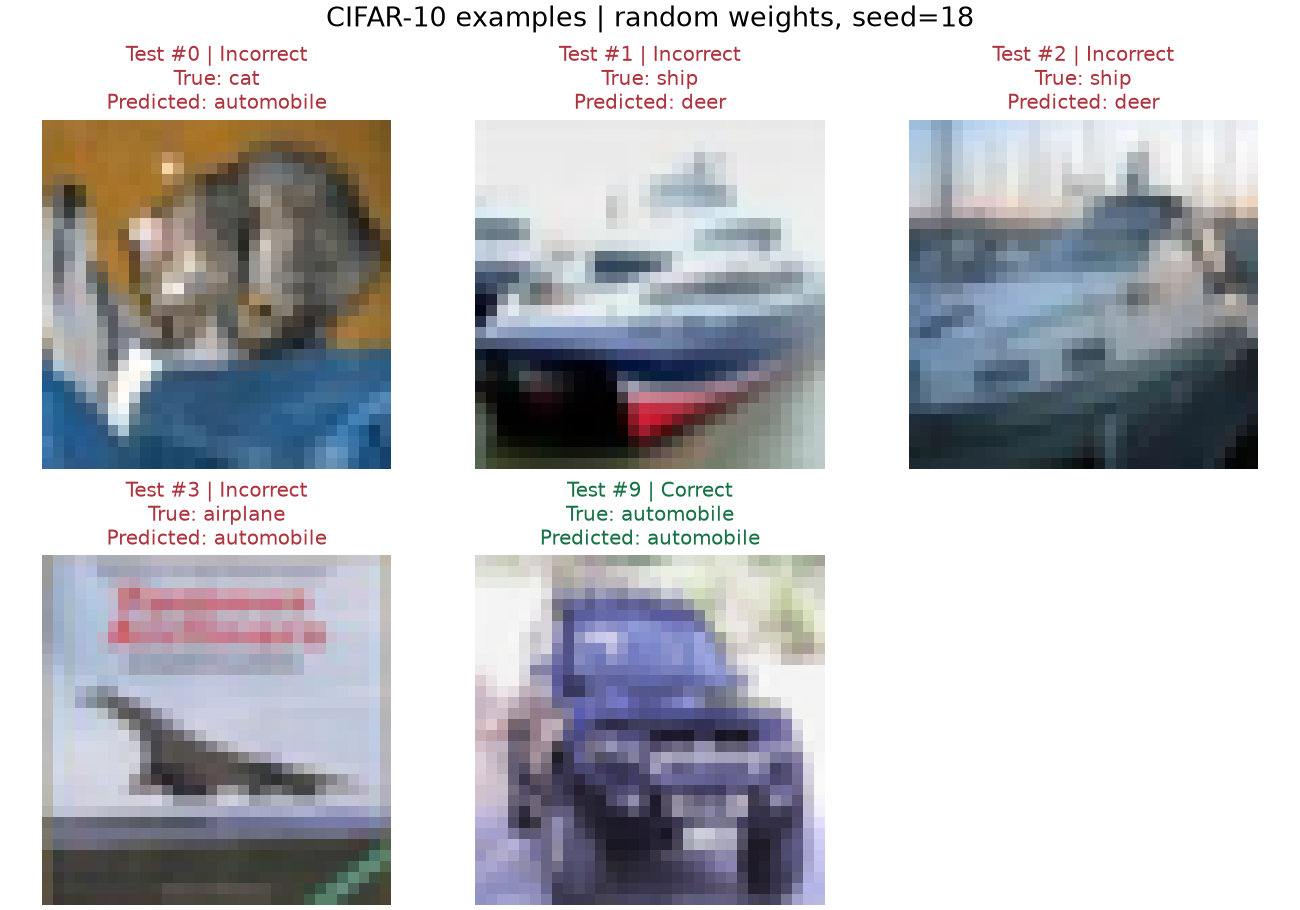 CIFAR-10 examples | random weights, seed=18
Test #0 | Incorrect
True: cat
Predicted: automobile
Test #1 | Incorrect
True: ship
Predicted: deer
Test #2 | Incorrect
True: ship
Predicted: deer
Test #3 | Incorrect
True: airplane
Predicted: automobile
Test #9 | Correct
True: automobile
Predicted: automobile